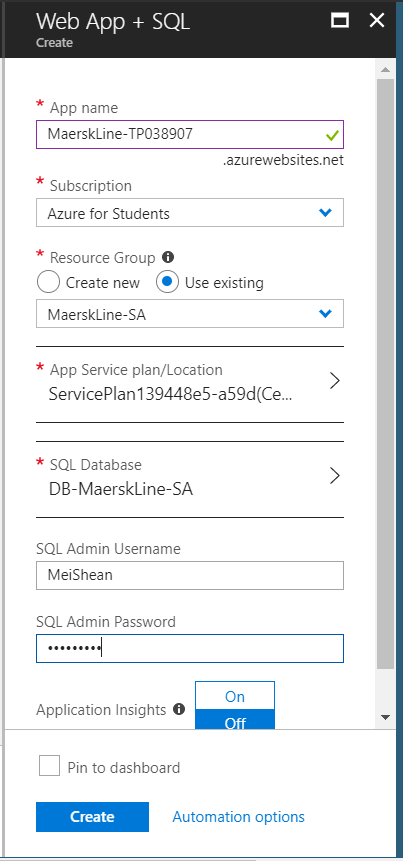 Web App + SQL
Create
* App name
MaerskLine-TP038907
.azurewebsites.net
* Subscription
Azure for Students
* Resource Group
Create new Use existing
MaerskLine-SA
* App Service plan/Location
ServicePlan139448e5-a59d(Ce...
* SQL Database
DB-MaerskLine-SA
SQL Admin Username
MeiShean
SQL Admin Password
•••••••••
On
Application Insights
Off
Pin to dashboard
Create Automation options